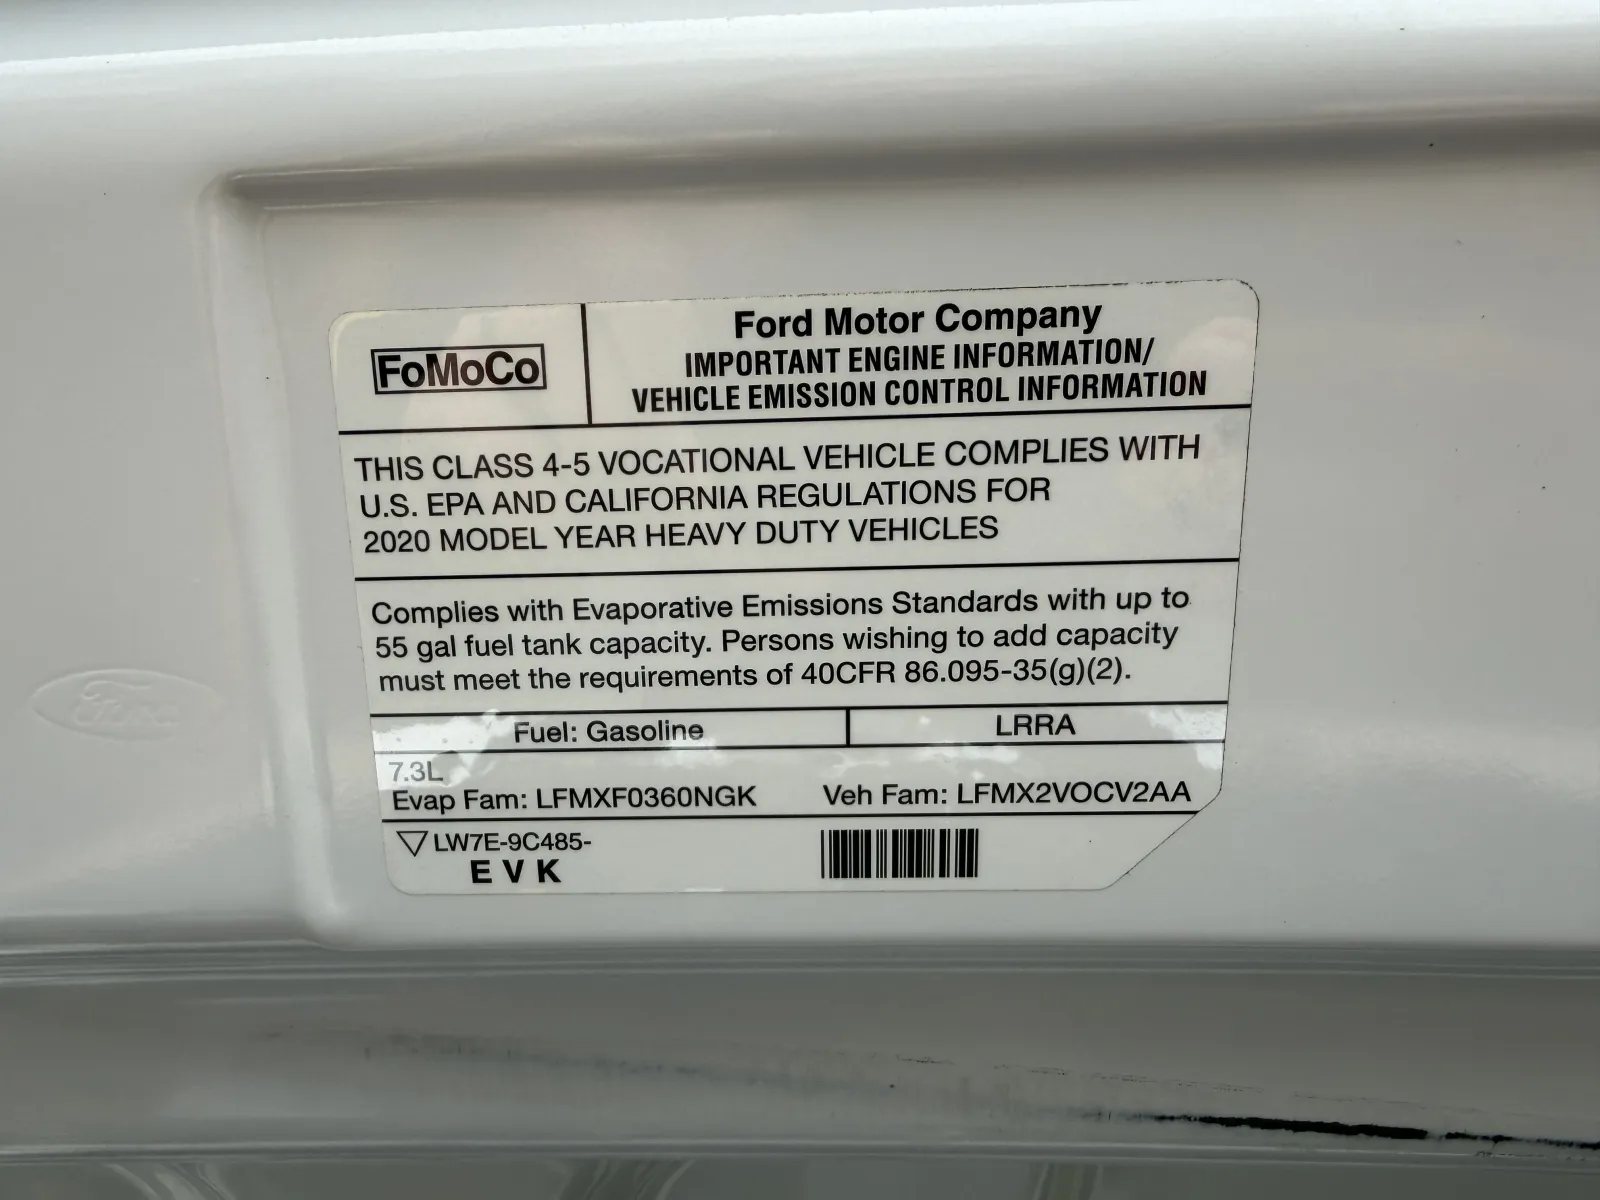 FoMoCo
Ford Motor Company
IMPORTANT ENGINE INFORMATION/
VEHICLE EMISSION CONTROL INFORMATION
THIS CLASS 4-5 VOCATIONAL VEHICLE COMPLIES WITH
U.S. EPA AND CALIFORNIA REGULATIONS FOR
2020 MODEL YEAR HEAVY DUTY VEHICLES
Complies with Evaporative Emissions Standards with up to
55 gal fuel tank capacity. Persons wishing to add capacity
must meet the requirements of 40CFR 86.095-35(g)(2).
Fuel: Gasoline
LRRA
7.3L
Evap Fam: LFMXF0360NGK
Veh Fam: LFMX2VOCV2AA
LW7E-9C485-
E V K
Ford